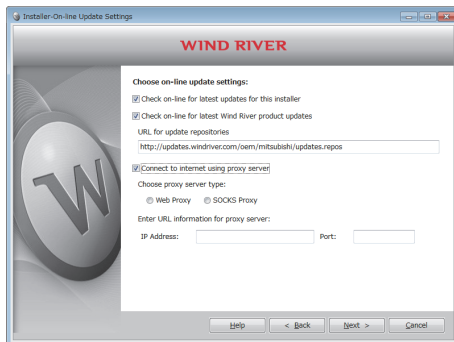 Installer-On-line Update Settings
WIND RIVER
Choose on-line update settings:
Check on-line for latest updates for this installer
Check on-line for latest Wind River product updates
URL for update repositories
http://updates.windriver.com/oem/mitsubishi/updates.repos
Connect to internet using proxy server
Choose proxy server type:
Web Proxy SOCKS Proxy
Enter URL information for proxy server:
IP Address: Port:
W
Help < Back Next > Cancel